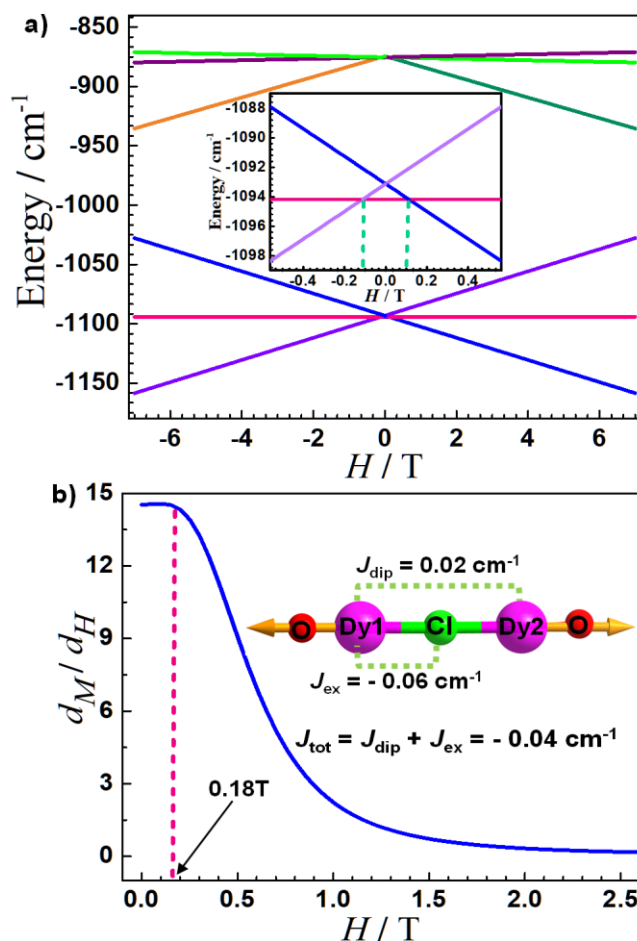 a)
-850
-900
-950
-1000
-1050
-1100
-1150
Energy / cm-1
-1088
-1090
-1092
-1094
-1096
-1098
Energy / cm-1
-0.4 -0.2 0.0 0.2 0.4
H / T
-6 -4 -2 0 2 4 6
H / T
b)
15
12
9
6
3
0
dM / dH
Jdip = 0.02 cm-1
O Dy1 Cl Dy2 O
Jex = - 0.06 cm-1
Jtot = Jdip + Jex = - 0.04 cm-1
0.18T
0.0 0.5 1.0 1.5 2.0 2.5
H / T